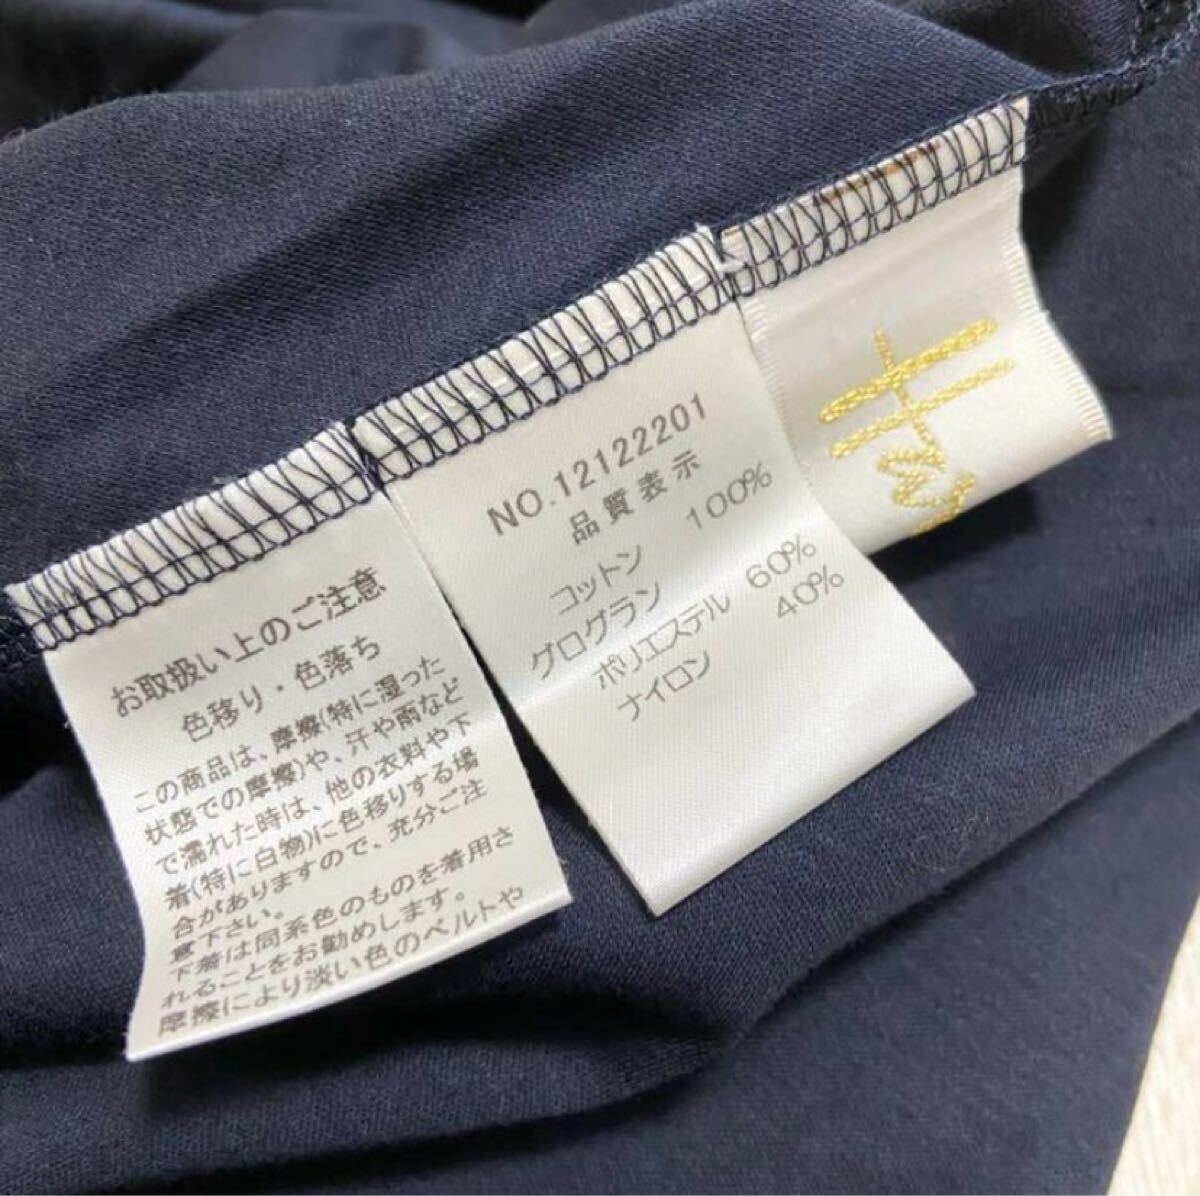 お取扱い上のご注意
色移り・色落ち
この商品は、摩擦(特に湿った
状態での摩擦)や、汗や雨など
で濡れた時は、他の衣料や下
着(特に白物)に色移りする場
合がありますので、充分ご注
意下さい。
下着は同系色のものを着用さ
れることをお勧めします。
摩擦により淡い色のベルトや
NO.12122201
品質表示
コットン 100%
グログラン
ポリエステル 60%
ナイロン 40%